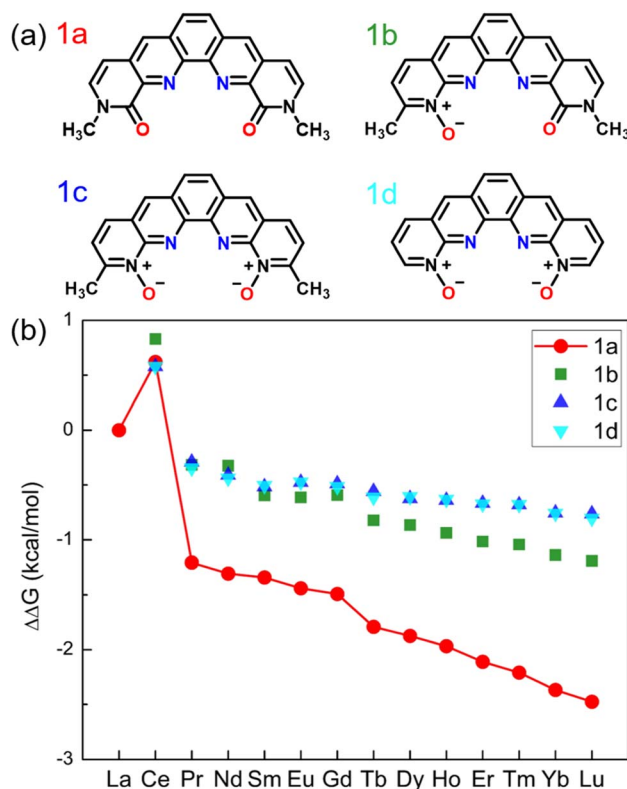 (a) 1a 1b
N N N N
N N+ N
H3C O O CH3 H3C O− O CH3
1c 1d
N N N N
N+ +N N+ +N
H3C O− −O CH3 O− −O
(b)
1
0
-1
-2
-3
ΔΔG (kcal/mol)
1a
1b
1c
1d
La Ce Pr Nd Sm Eu Gd Tb Dy Ho Er Tm Yb Lu